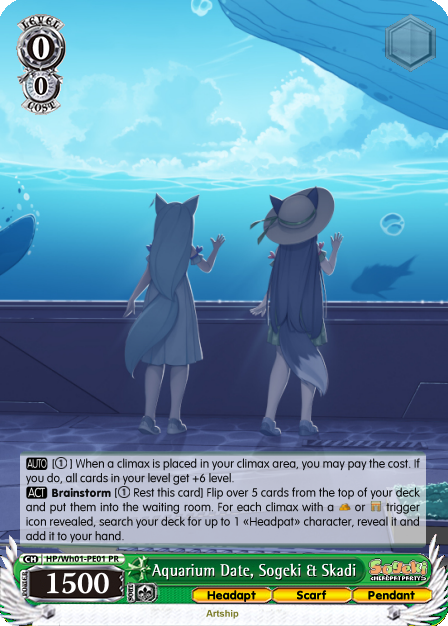 LEVEL
0
0
COST
AUTO [①] When a climax is placed in your climax area, you may pay the cost. If
you do, all cards in your level get +6 level.
ACT Brainstorm [① Rest this card] Flip over 5 cards from the top of your deck
and put them into the waiting room. For each climax with a or trigger
icon revealed, search your deck for up to 1 «Headpat» character, reveal it and
add it to your hand.
CH HP/Wh01-PE01 PR
POWER 1500 SOUL Aquarium Date, Sogeki & Skadi Sogeki
HEADPAT PARTY
Headapt Scarf Pendant
Artship